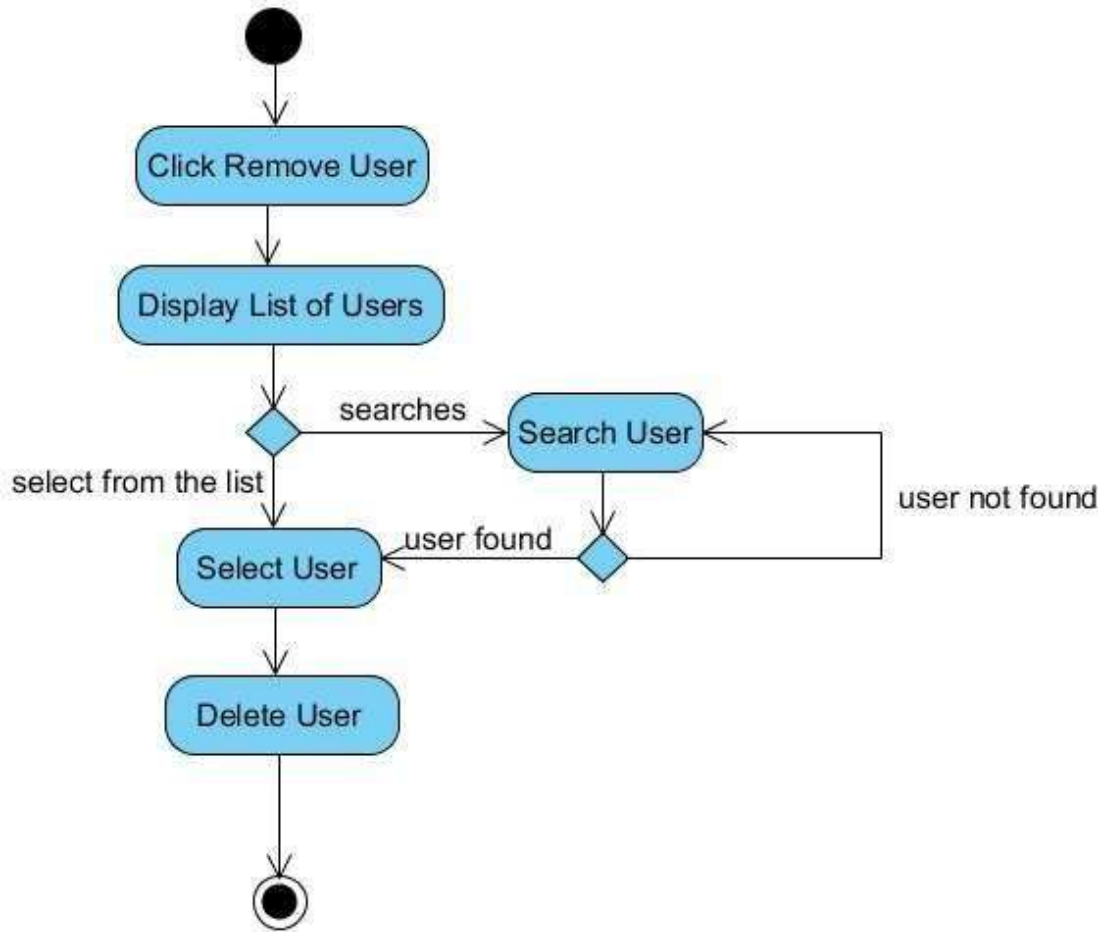 Click Remove User
Display List of Users
searches
Search User
select from the list
user not found
user found
Select User
Delete User